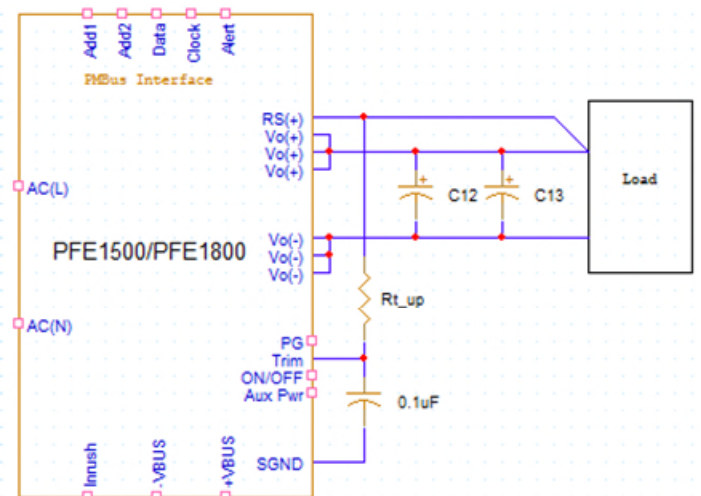 Add1
Add2
Data
Clock
Alert
PMBus Interface
RS(+)
Vo(+)
Vo(+)
Vo(+)
+
+
C12
C13
Load
AC(L)
PFE1500/PFE1800
Vo(-)
Vo(-)
Vo(-)
Rt_up
AC(N)
PG
Trim
ON/OFF
Aux Pwr
0.1uF
SGND
Inrush
-VBUS
+VBUS